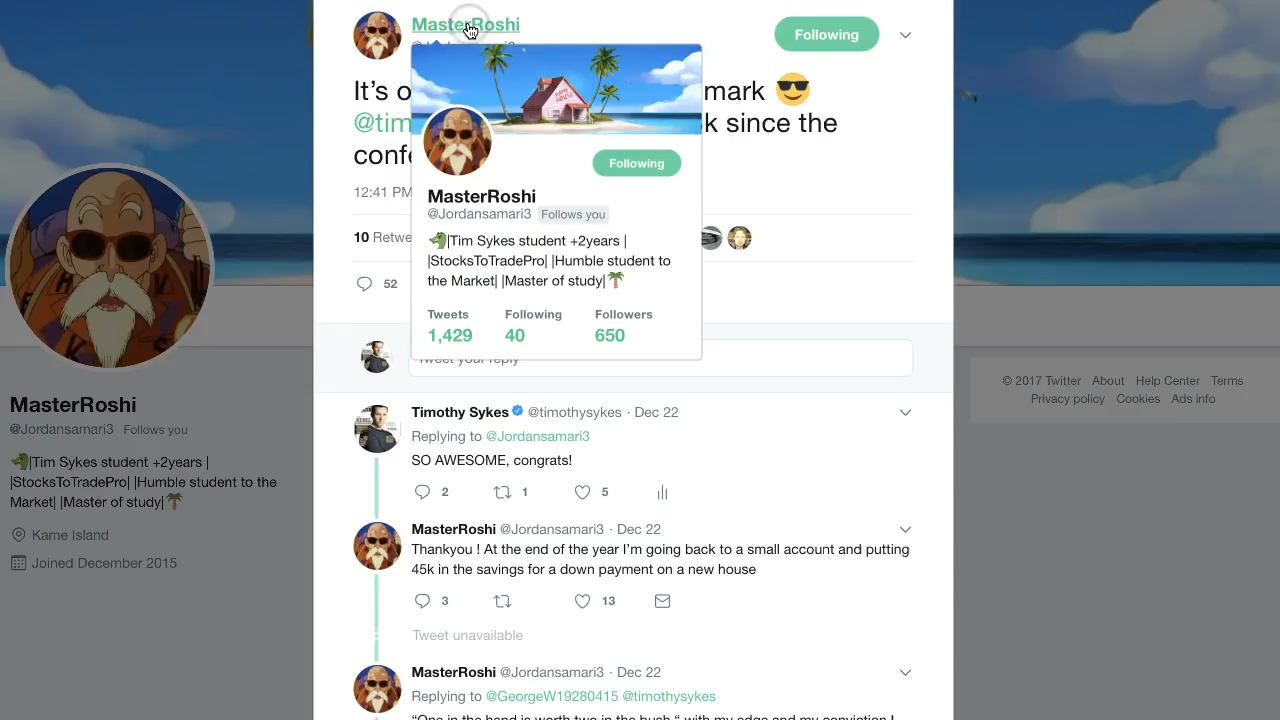 MasterRoshi
Following
It's o
mark 😎
@tim
k since the
confe
12:41 PM
10 Retwe
52
KAME HOUSE
Following
MasterRoshi
@Jordansamari3 Follows you
🐲|Tim Sykes student +2years |
|StocksToTradePro| |Humble student to
the Market| |Master of study|🌴
Tweets Following Followers
1,429 40 650
Tweet your reply
Timothy Sykes @timothysykes · Dec 22
Replying to @Jordansamari3
SO AWESOME, congrats!
2 1 5
MasterRoshi @Jordansamari3 · Dec 22
Thankyou ! At the end of the year I'm going back to a small account and putting
45k in the savings for a down payment on a new house
3 13
Tweet unavailable
MasterRoshi @Jordansamari3 · Dec 22
Replying to @GeorgeW19280415 @timothysykes
"One in the hand is worth two in the bush " with my edge and my conviction I
MasterRoshi
@Jordansamari3 Follows you
🐲|Tim Sykes student +2years |
|StocksToTradePro| |Humble student to the
Market| |Master of study|🌴
Kame Island
Joined December 2015
© 2017 Twitter About Help Center Terms
Privacy policy Cookies Ads info